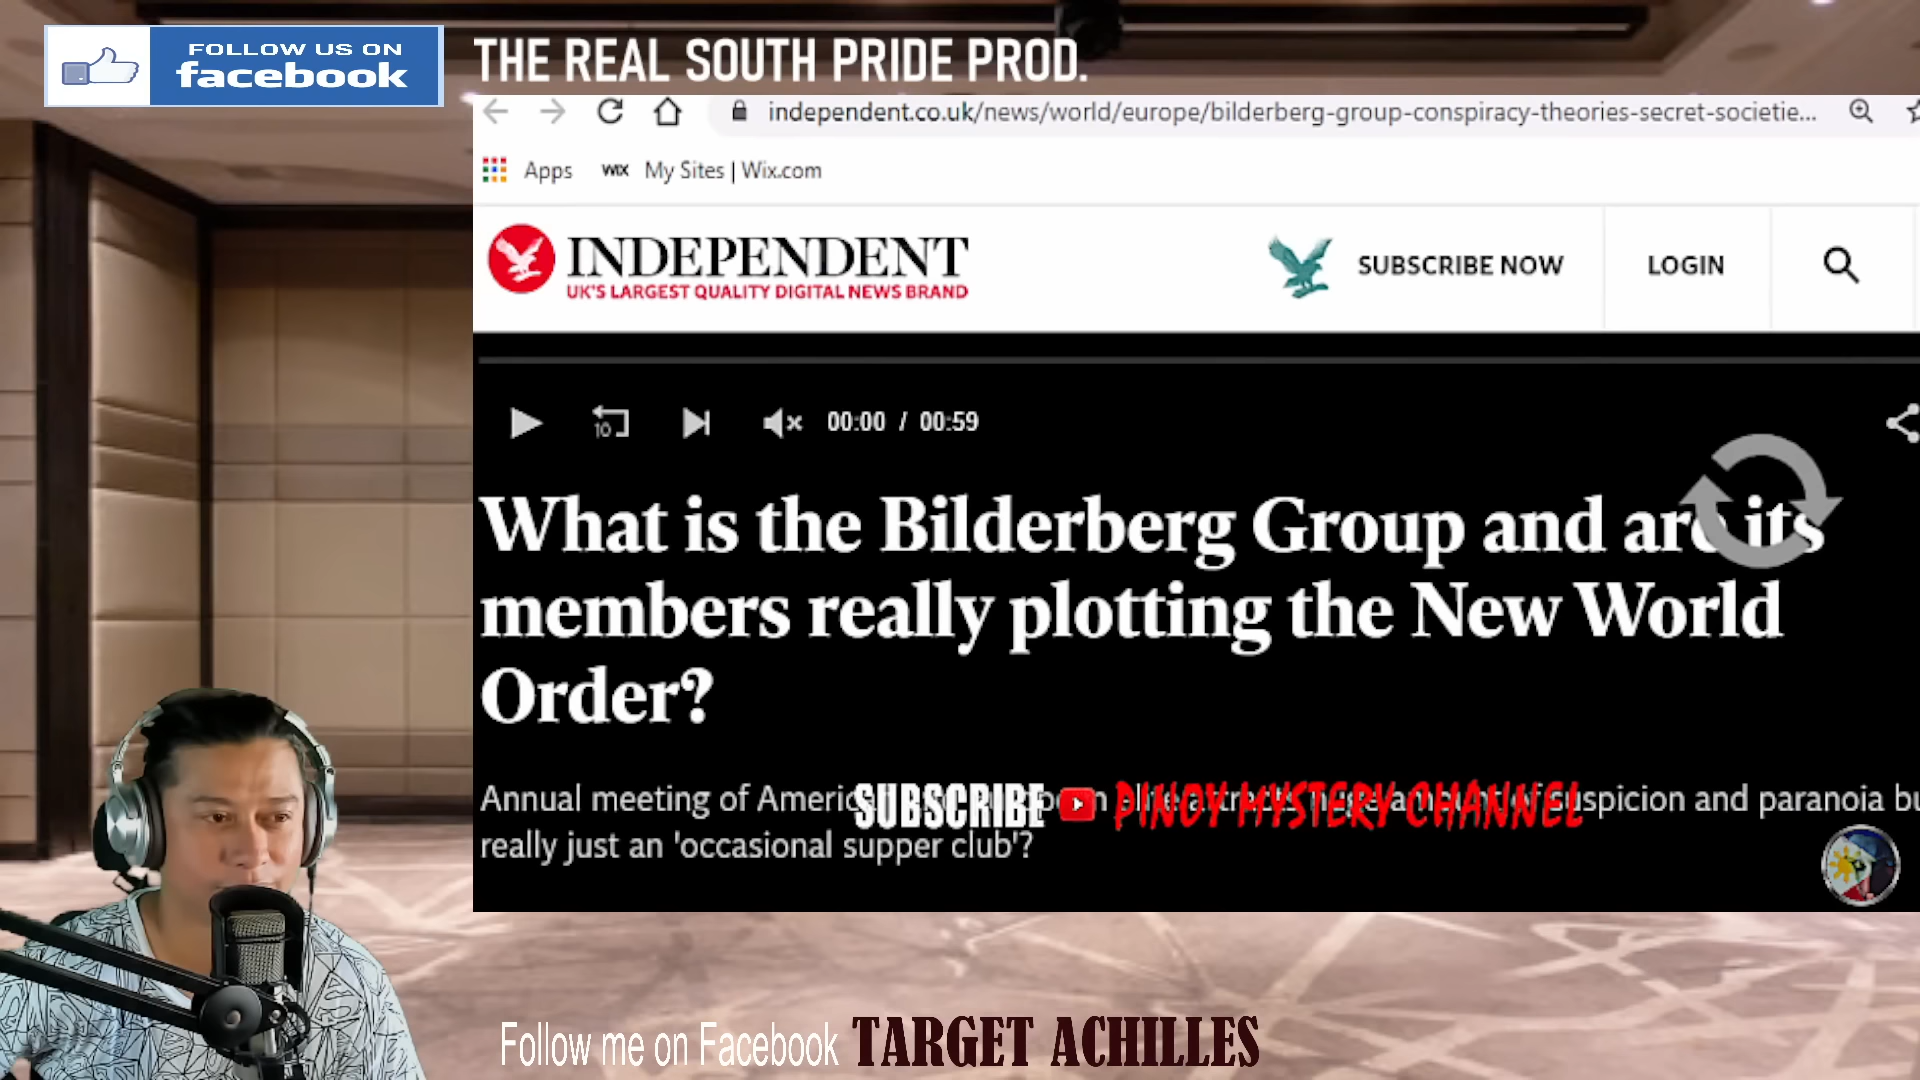 FOLLOW US ON
facebook
THE REAL SOUTH PRIDE PROD.
independent.co.uk/news/world/europe/bilderberg-group-conspiracy-theories-secret-societie...
Apps WIX My Sites | Wix.com
INDEPENDENT
UK'S LARGEST QUALITY DIGITAL NEWS BRAND
SUBSCRIBE NOW
LOGIN
10
00:00 / 00:59
What is the Bilderberg Group and are its
members really plotting the New World
Order?
Annual meeting of suspicion and paranoia
really just an 'occasional supper club'?
SUBSCRIBE PINOY MYSTERY CHANNEL
Follow me on Facebook TARGET ACHILLES